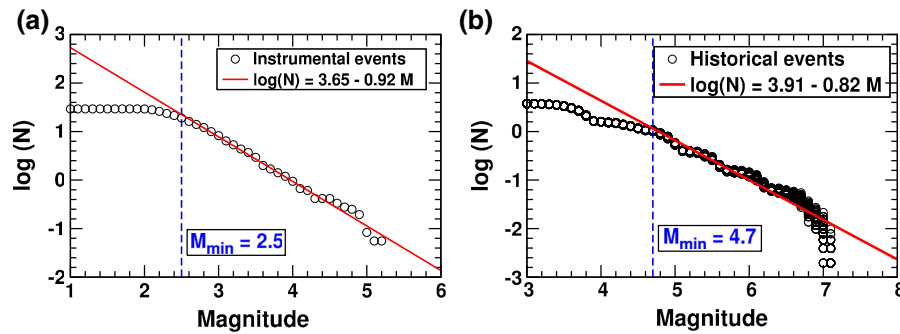 (a)
3
2
1
0
-1
-2
log (N)
Instrumental events
log(N) = 3.65 - 0.92 M
Mmin = 2.5
1 2 3 4 5 6
Magnitude
(b)
2
1
0
-1
-2
-3
log (N)
Historical events
log(N) = 3.91 - 0.82 M
Mmin = 4.7
3 4 5 6 7 8
Magnitude